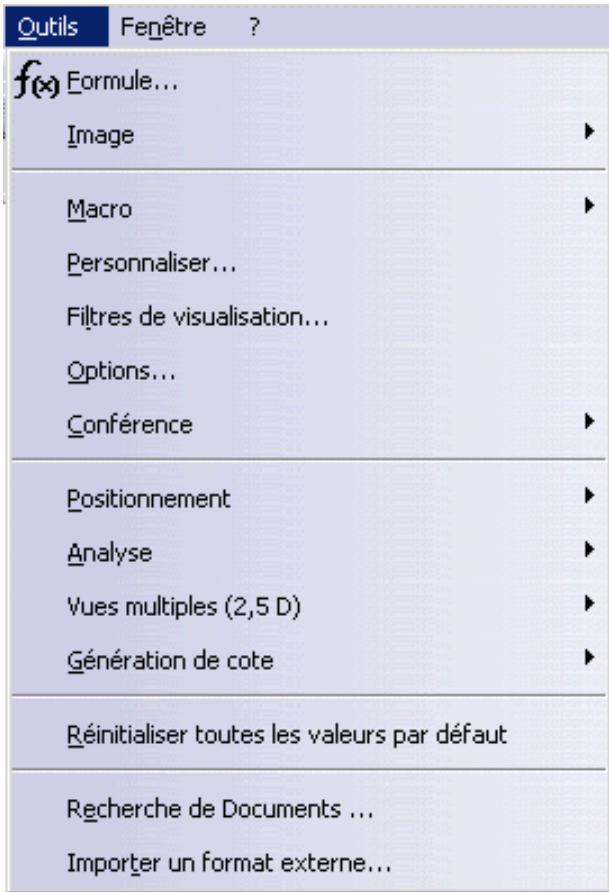 Outils Fenêtre ?
f(x) Formule...
Image
Macro
Personnaliser...
Filtres de visualisation...
Options...
Conférence
Positionnement
Analyse
Vues multiples (2,5 D)
Génération de cote
Réinitialiser toutes les valeurs par défaut
Recherche de Documents ...
Importer un format externe...